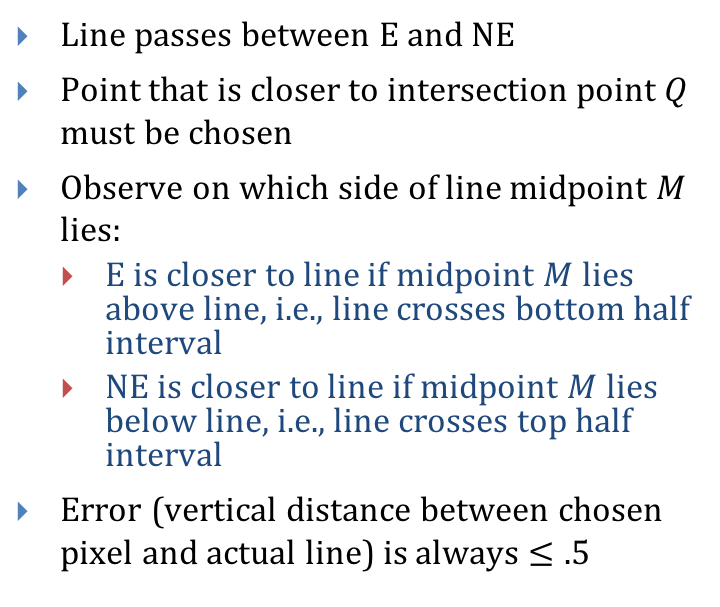 Line passes between E and NE
Point that is closer to intersection point Q
must be chosen
Observe on which side of line midpoint M
lies:
E is closer to line if midpoint M lies
above line, i.e., line crosses bottom half
interval
NE is closer to line if midpoint M lies
below line, i.e., line crosses top half
interval
Error (vertical distance between chosen
pixel and actual line) is always ≤ .5